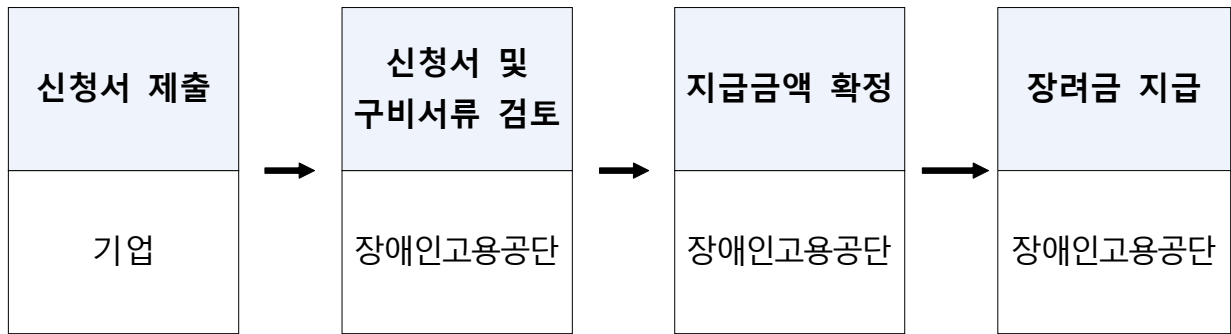 신청서 제출
신청서 및
구비서류 검토
지급금액 확정
장려금 지급
기업
장애인고용공단
장애인고용공단
장애인고용공단